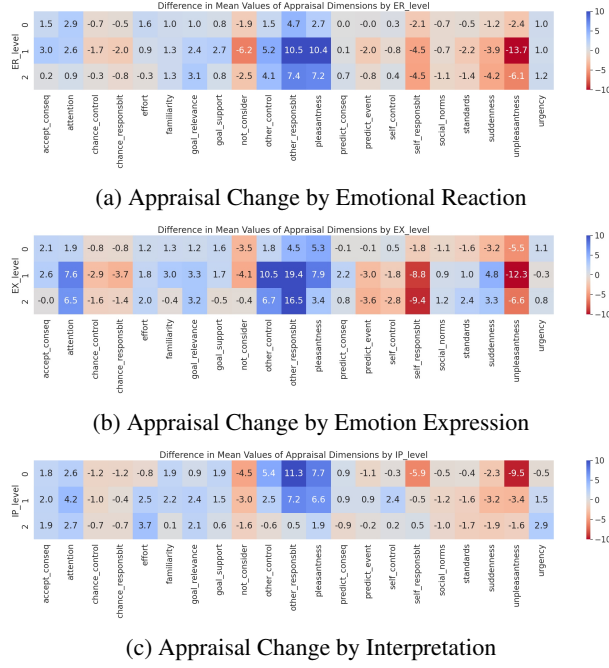 Difference in Mean Values of Appraisal Dimensions by ER_level
ER_level
0 1.5 2.9 -0.5 -0.5 1.6 1.0 1.3 0.8 -1.9 1.5 4.7 2.7 0.2 -0.5 -0.3 -2.1 -0.4 -0.6 -1.8 -2.4 1.0
1 3.0 2.6 -1.7 -2.0 0.9 1.3 2.4 2.7 -6.2 5.2 10.5 10.4 0.1 -2.0 -0.8 -4.5 -0.7 -2.2 -3.9 -13.7 1.0
2 0.2 0.9 -0.3 -0.8 -0.3 1.3 3.1 0.8 -2.5 4.1 7.4 7.2 0.7 -0.8 0.4 -4.5 -1.1 -1.4 -4.2 -6.1 1.2
accept_conseq attention chance_control chance_responsblt effort familiarity goal_relevance goal_support not_consider other_control other_responsblt pleasantness predict_conseq predict_event self_control self_responsblt social_norms standards suddenness unpleasantness urgency
10
5
0
−5
−10
(a) Appraisal Change by Emotional Reaction
Difference in Mean Values of Appraisal Dimensions by EX_level
EX_level
0 2.1 1.9 -0.8 -0.8 1.2 1.3 1.2 1.6 -3.5 1.8 4.5 5.3 -0.1 -0.1 -0.5 -1.8 -1.1 -1.6 -3.2 -5.5 1.1
1 2.6 7.6 -2.9 -3.7 1.8 3.0 3.3 1.7 -4.1 10.5 19.4 7.9 2.2 -3.0 -1.8 -8.8 0.9 1.0 4.8 -12.3 -0.3
2 -0.0 6.5 -1.6 -1.4 2.0 -0.4 3.2 -0.5 -0.4 6.7 16.5 3.4 0.8 -3.6 -2.8 -9.4 1.2 2.4 3.3 -6.6 0.8
accept_conseq attention chance_control chance_responsblt effort familiarity goal_relevance goal_support not_consider other_control other_responsblt pleasantness predict_conseq predict_event self_control self_responsblt social_norms standards suddenness unpleasantness urgency
10
5
0
−5
−10
(b) Appraisal Change by Emotion Expression
Difference in Mean Values of Appraisal Dimensions by IP_level
IP_level
0 1.8 2.6 -1.2 -1.2 -0.8 1.9 0.9 1.9 -4.5 5.4 11.3 7.7 0.9 -1.1 -0.3 -5.9 -0.5 -0.4 -2.3 -9.5 -0.5
1 2.0 4.2 -1.0 -0.4 2.5 2.2 2.4 1.5 -3.0 2.5 7.2 6.6 0.9 0.9 2.4 -0.5 -1.2 -1.6 -3.2 -3.4 1.5
2 1.9 2.7 -0.7 -0.7 3.7 0.1 2.1 0.6 -1.6 -0.6 0.5 1.9 -0.9 -0.2 0.2 0.5 -1.0 -1.7 -1.9 -1.6 2.9
accept_conseq attention chance_control chance_responsblt effort familiarity goal_relevance goal_support not_consider other_control other_responsblt pleasantness predict_conseq predict_event self_control self_responsblt social_norms standards suddenness unpleasantness urgency
10
5
0
−5
−10
(c) Appraisal Change by Interpretation